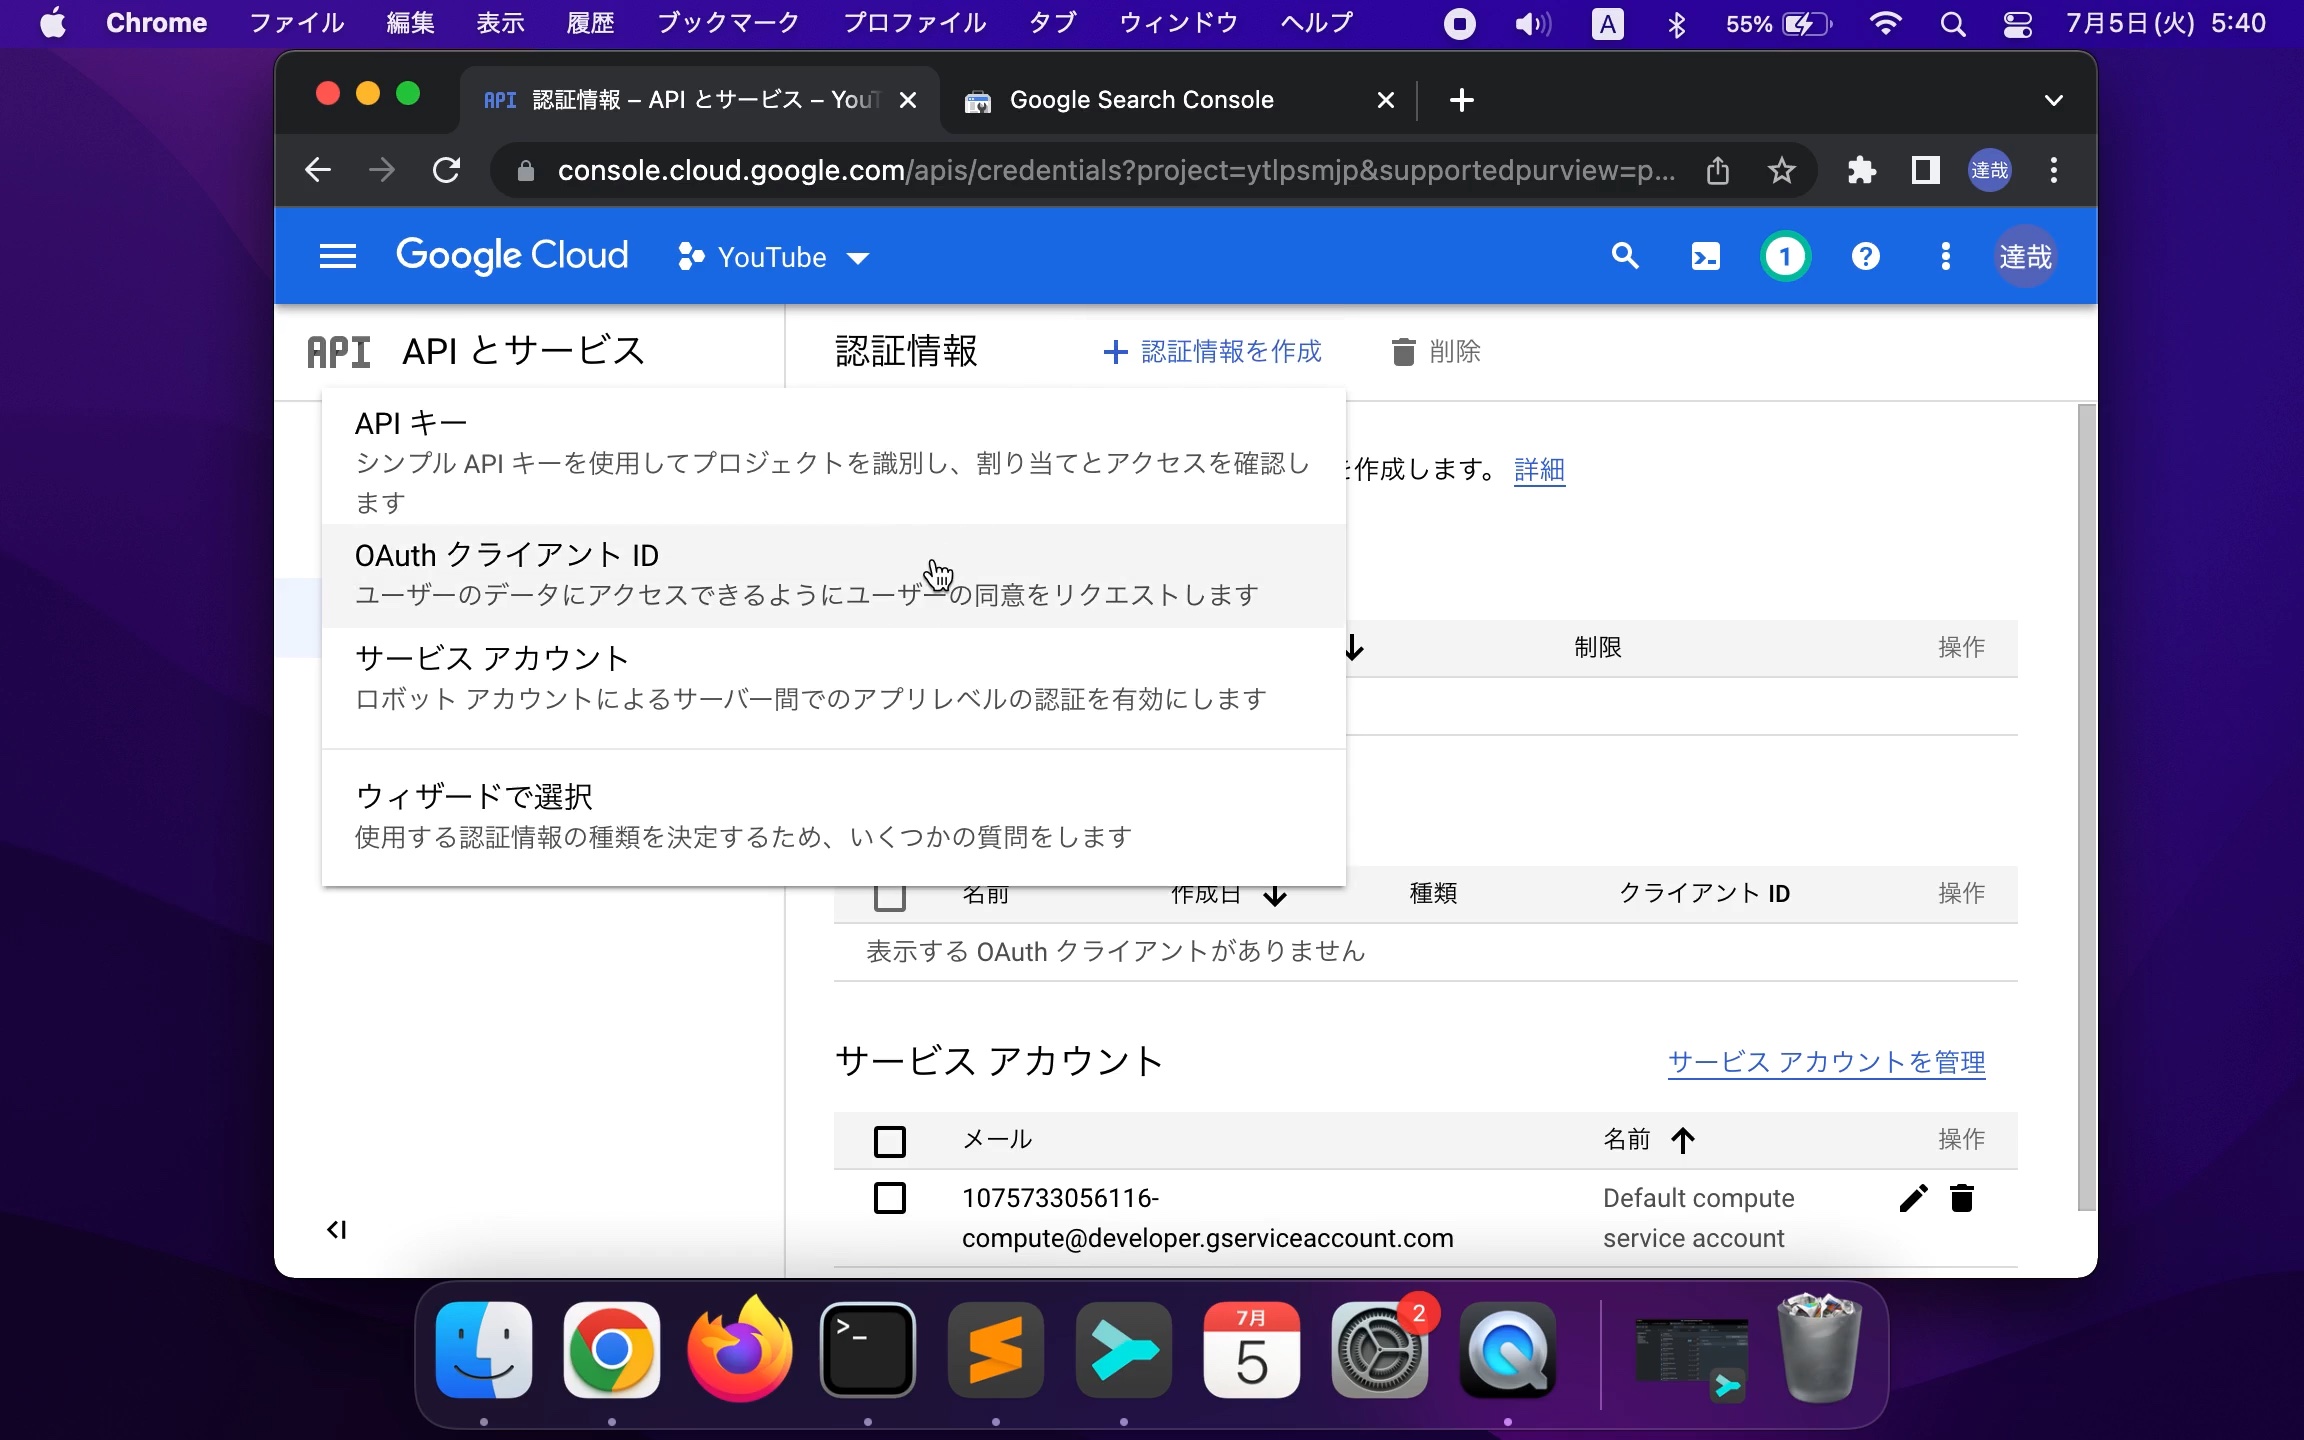 Chrome ファイル 編集 表示 履歴 ブックマーク プロファイル タブ ウィンドウ ヘルプ A 55% 7月5日(火) 5:40
API 認証情報 – API とサービス – YouT Google Search Console
console.cloud.google.com/apis/credentials?project=ytlpsmjp&supportedpurview=p... 達哉
Google Cloud YouTube 1 達哉
API API とサービス 認証情報 認証情報を作成 削除
API キー
シンプル API キーを使用してプロジェクトを識別し、割り当てとアクセスを確認し
ます
作成します。 詳細
OAuth クライアント ID
ユーザーのデータにアクセスできるようにユーザーの同意をリクエストします
制限 操作
サービス アカウント
ロボット アカウントによるサーバー間でのアプリレベルの認証を有効にします
ウィザードで選択
使用する認証情報の種類を決定するため、いくつかの質問をします
名前 作成日 種類 クライアント ID 操作
表示する OAuth クライアントがありません
サービス アカウント サービス アカウントを管理
メール 名前 操作
1075733056116-
compute@developer.gserviceaccount.com
Default compute
service account
7月
5
2